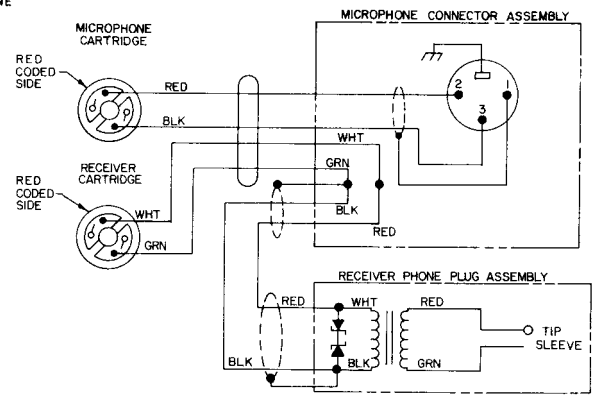 MICROPHONE CONNECTOR ASSEMBLY
MICROPHONE
CARTRIDGE
RED
CODED
SIDE
RED
2
1
3
BLK
WHT
RECEIVER
CARTRIDGE
GRN
RED
CODED
SIDE
WHT
BLK
RED
GRN
RECEIVER PHONE PLUG ASSEMBLY
RED
WHT
RED
TIP
SLEEVE
BLK
BLK
GRN